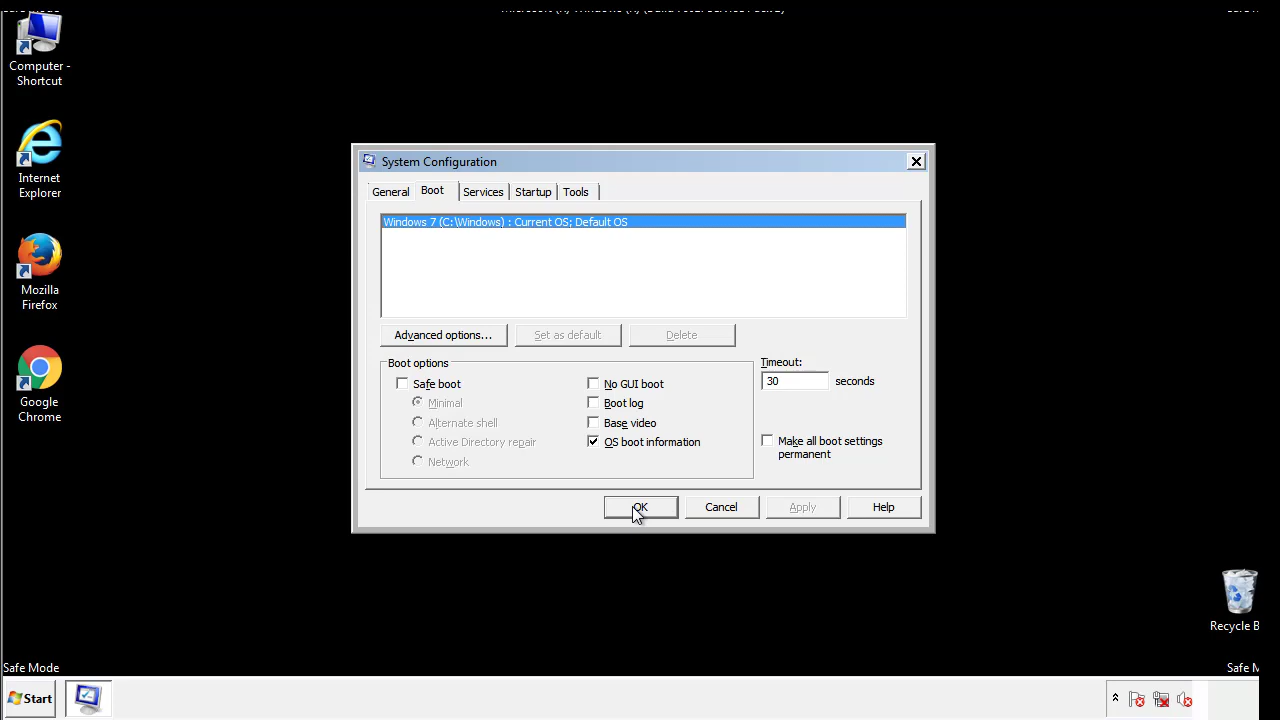 Computer -
Shortcut
Internet
Explorer
Mozilla
Firefox
Google
Chrome
System Configuration
General
Boot
Services
Startup
Tools
Windows 7 (C:\Windows) : Current OS; Default OS
Advanced options...
Set as default
Delete
Boot options
Safe boot
Minimal
Alternate shell
Active Directory repair
Network
No GUI boot
Boot log
Base video
OS boot information
Timeout:
30 seconds
Make all boot settings
permanent
OK
Cancel
Apply
Help
Recycle B
Safe Mode
Safe M
Start